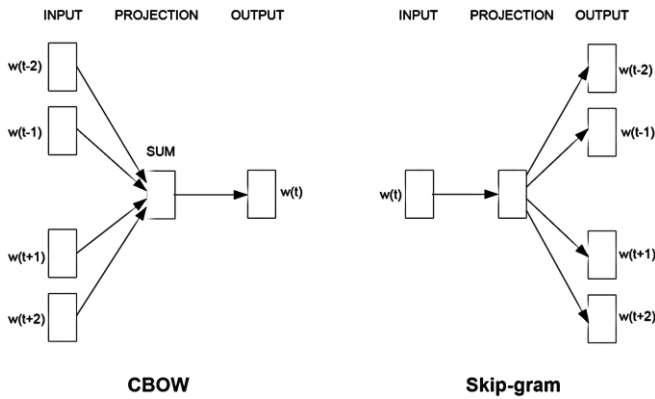 INPUT PROJECTION OUTPUT
w(t-2)
w(t-1)
SUM
w(t)
w(t+1)
w(t+2)
CBOW
INPUT PROJECTION OUTPUT
w(t-2)
w(t-1)
w(t)
w(t+1)
w(t+2)
Skip-gram